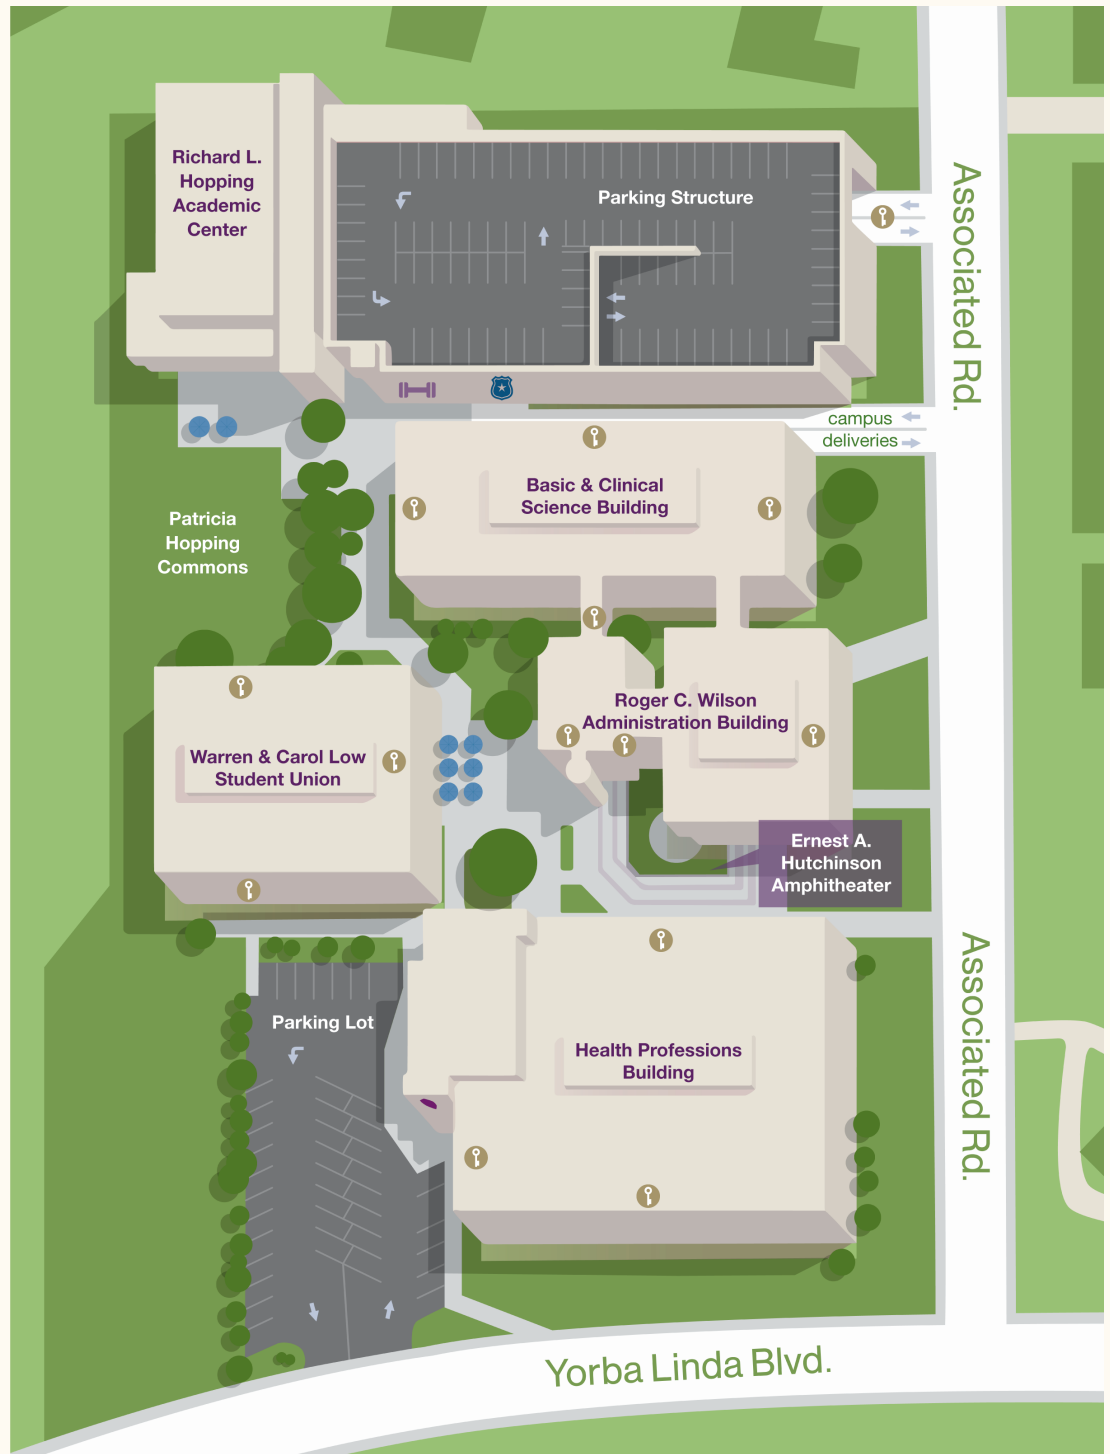 Richard L.
Hopping
Academic
Center
Parking Structure
Associated Rd.
campus
deliveries
Basic & Clinical
Science Building
Patricia
Hopping
Commons
Roger C. Wilson
Administration Building
Warren & Carol Low
Student Union
Ernest A.
Hutchinson
Amphitheater
Associated Rd.
Parking Lot
Health Professions
Building
Yorba Linda Blvd.